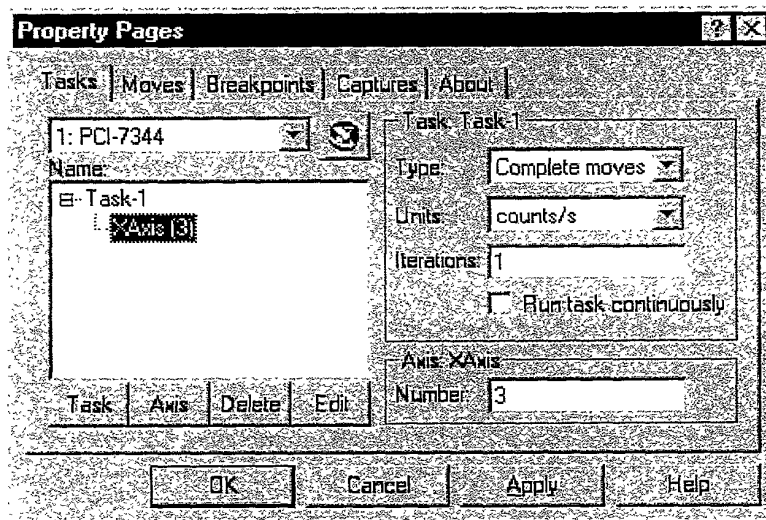 Property Pages
Tasks Moves Breakpoints Captures About
1: PCI-7344
Name:
Task-1
XAxis (3)
Task Axis Delete Edit
Task: Task-1
Type: Complete moves
Units: counts/s
Iterations: 1
Run task continuously
Axis: XAxis
Number: 3
OK Cancel Apply Help